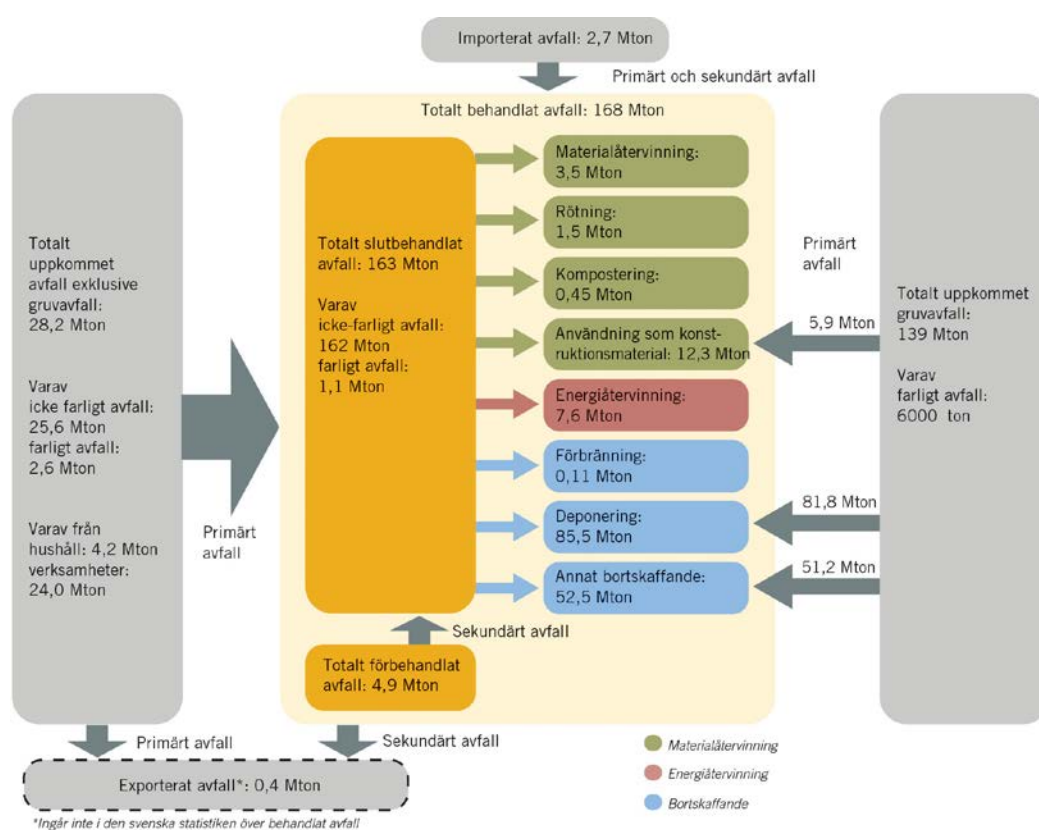 Importerat avfall: 2,7 Mton
Primärt och sekundärt avfall
Totalt
uppkommet
avfall exklusive
gruvavfall:
28,2 Mton
Varav
icke farligt avfall:
25,6 Mton
farligt avfall:
2,6 Mton
Varav från
hushåll: 4,2 Mton
verksamheter:
24,0 Mton
Primärt
avfall
Totalt behandlat avfall: 168 Mton
Totalt slutbehandlat
avfall: 163 Mton
Varav
icke-farligt avfall:
162 Mton
farligt avfall:
1,1 Mton
Materialåtervinning:
3,5 Mton
Rötning:
1,5 Mton
Kompostering:
0,45 Mton
Användning som konst-
ruktionsmaterial: 12,3 Mton
Energiåtervinning:
7,6 Mton
Förbränning:
0,11 Mton
Deponering:
85,5 Mton
Annat bortskaffande:
52,5 Mton
Primärt
avfall
5,9 Mton
81,8 Mton
51,2 Mton
Totalt uppkommet
gruvavfall:
139 Mton
Varav
farligt avfall:
6000 ton
Sekundärt avfall
Totalt förbehandlat
avfall: 4,9 Mton
Primärt avfall
Sekundärt avfall
Exporterat avfall*: 0,4 Mton
*Ingår inte i den svenska statistiken över behandlat avfall
Materialåtervinning
Energiåtervinning
Bortskaffande